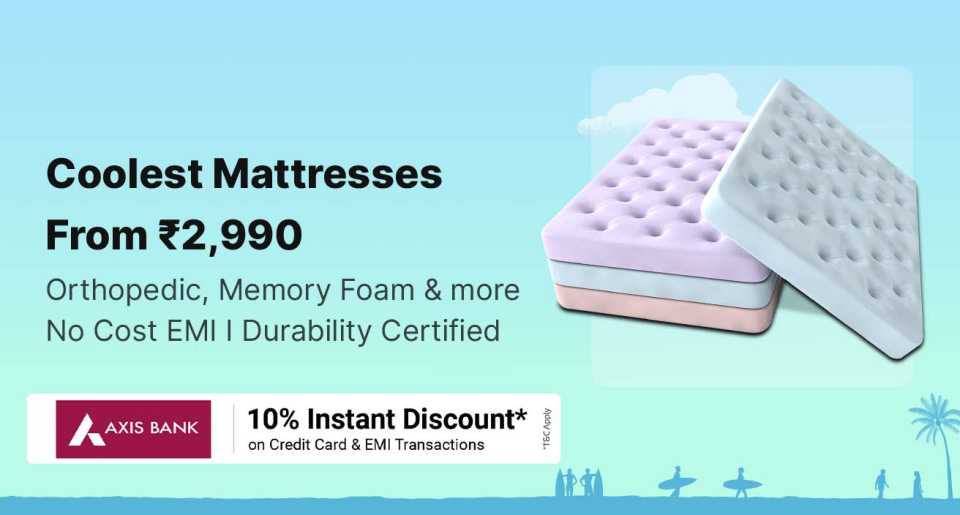 Coolest Mattresses
From ₹2,990
Orthopedic, Memory Foam & more
No Cost EMI I Durability Certified
AXIS BANK
10% Instant Discount*
on Credit Card & EMI Transactions
*T&C Apply